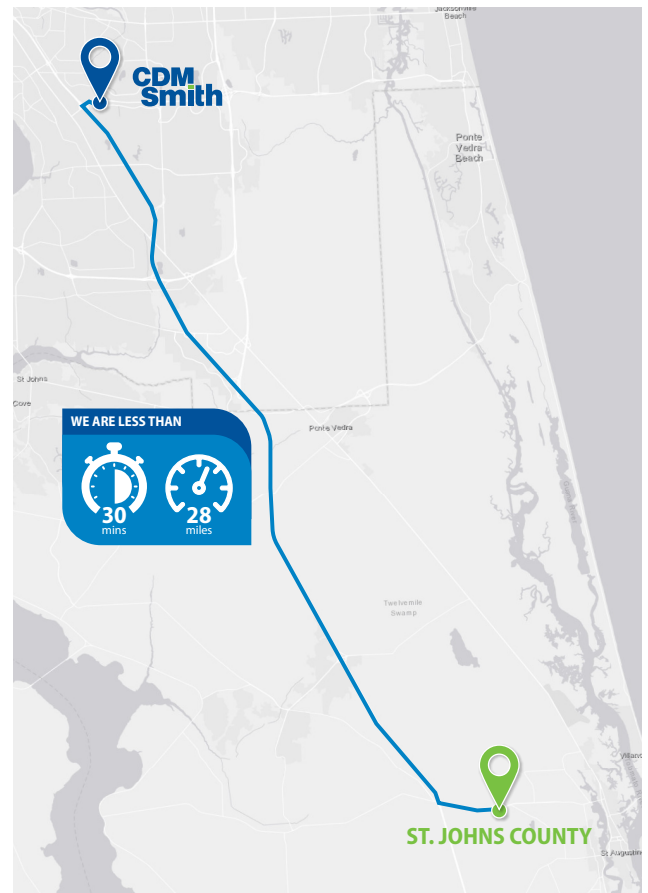 Jacksonville
Beach
CDM
Smith
Ponte
Vedra
Beach
St Johns
Cove
WE ARE LESS THAN
Ponte Vedra
30
mins
28
miles
Twelvemile
Swamp
ST. JOHNS COUNTY
St Augustine